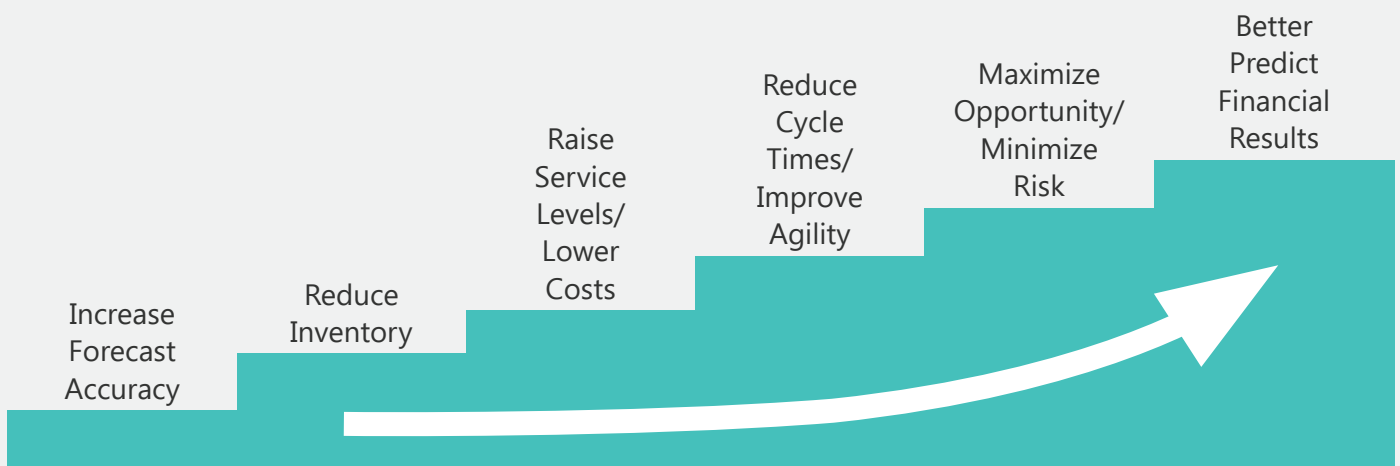 Increase
Forecast
Accuracy
Reduce
Inventory
Raise
Service
Levels/
Lower
Costs
Reduce
Cycle
Times/
Improve
Agility
Maximize
Opportunity/
Minimize
Risk
Better
Predict
Financial
Results